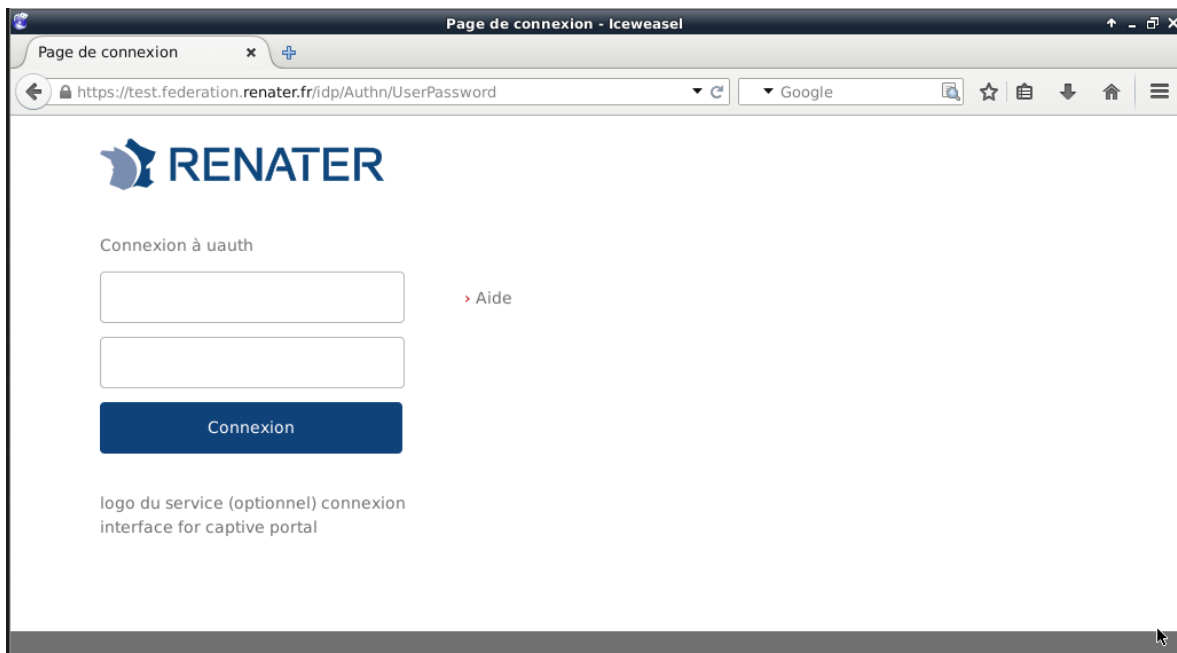 Page de connexion - Iceweasel
Page de connexion
https://test.federation.renater.fr/idp/Authn/UserPassword
Google
RENATER
Connexion à uauth
› Aide
Connexion
logo du service (optionnel) connexion
interface for captive portal